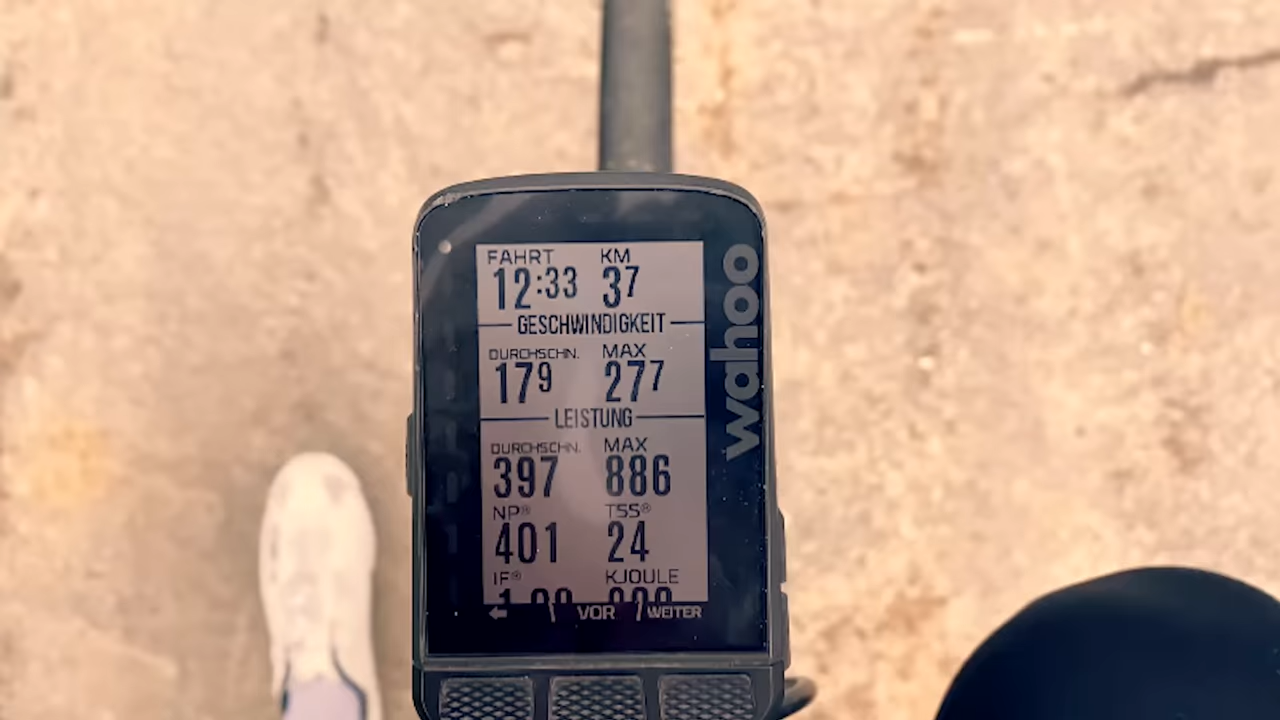 FAHRT KM
12:33 37
GESCHWINDIGKEIT
DURCHSCHN. MAX
179 277
LEISTUNG
DURCHSCHN. MAX
397 886
NP® TSS®
401 24
IF® KJOULE
VOR WEITER
wahoo